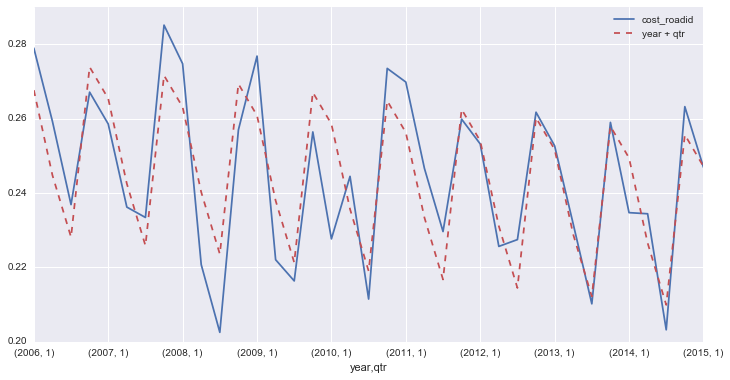 cost_roadid
year + qtr
0.28
0.26
0.24
0.22
0.20
(2006, 1) (2007, 1) (2008, 1) (2009, 1) (2010, 1) (2011, 1) (2012, 1) (2013, 1) (2014, 1) (2015, 1)
year,qtr